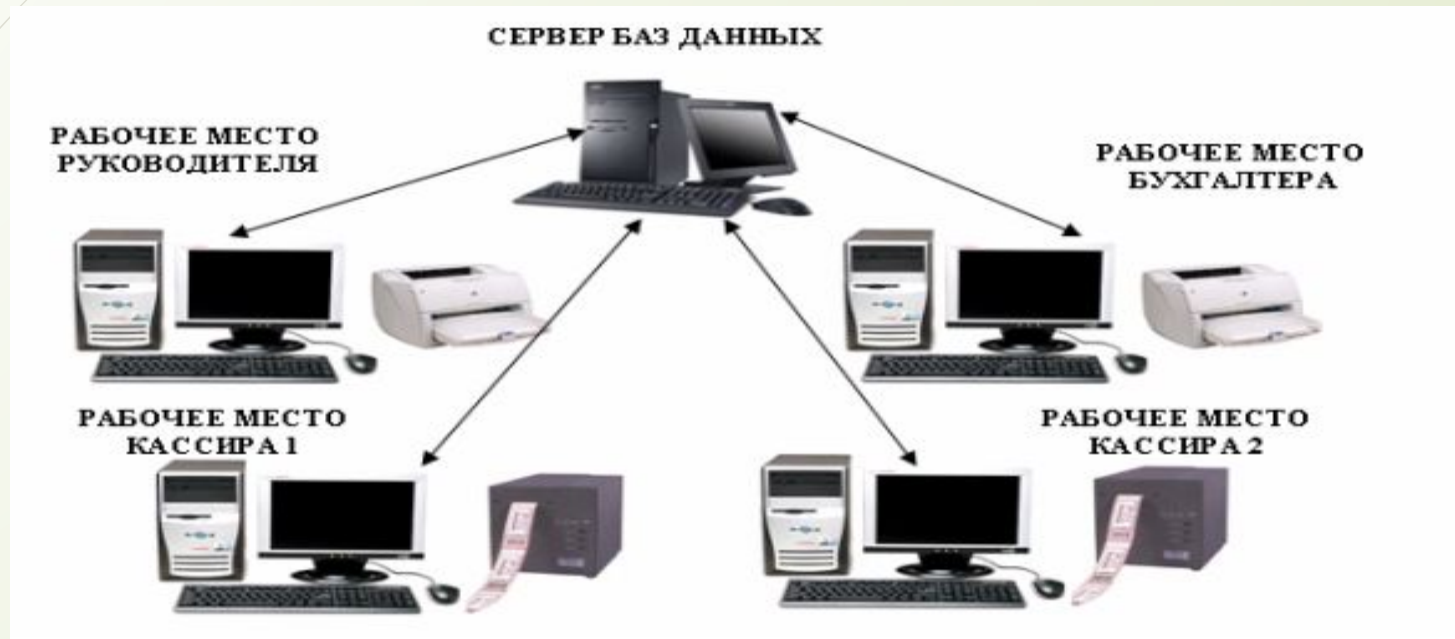 СЕРВЕР БАЗ ДАННЫХ
РАБОЧЕЕ МЕСТО
РУКОВОДИТЕЛЯ
РАБОЧЕЕ МЕСТО
БУХГАЛТЕРА
РАБОЧЕЕ МЕСТО
КАССИРА 1
РАБОЧЕЕ МЕСТО
КАССИРА 2